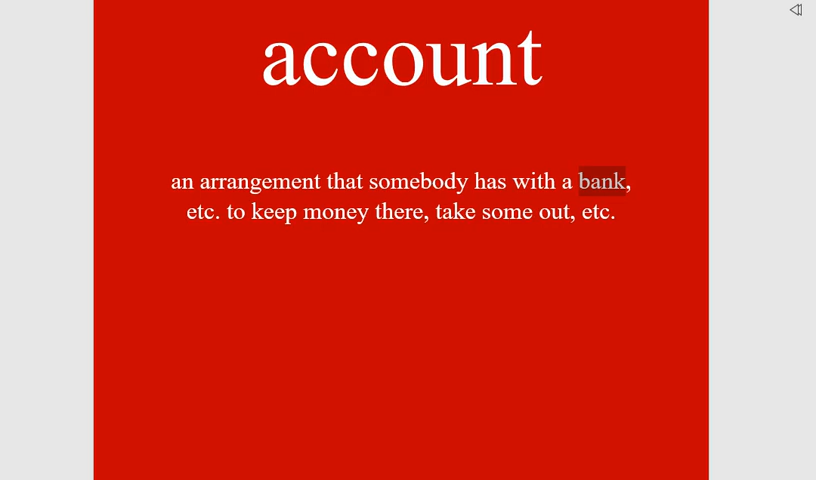 account
an arrangement that somebody has with a bank,
etc. to keep money there, take some out, etc.